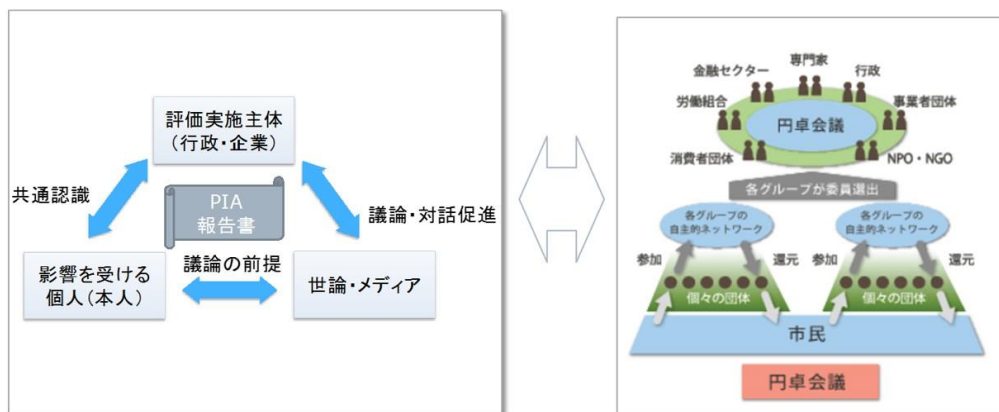 評価実施主体
(行政・企業)
共通認識
PIA
報告書
議論・対話促進
影響を受ける
個人(本人)
議論の前提
世論・メディア
専門家
金融セクター
行政
労働組合
事業者団体
円卓会議
消費者団体
NPO・NGO
各グループが委員選出
各グループの
自主的ネットワーク
各グループの
自主的ネットワーク
参加
還元
参加
還元
個々の団体
個々の団体
市民
円卓会議